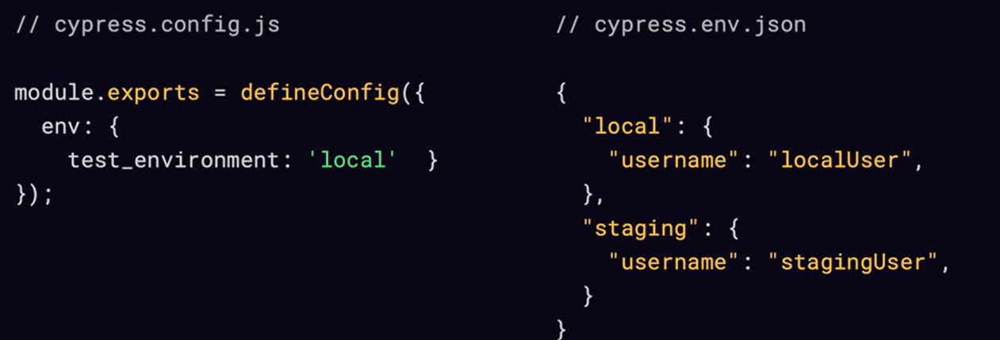 // cypress.config.js
module.exports = defineConfig({
env: {
test_environment: 'local' }
});
// cypress.env.json
{
"local": {
"username": "localUser",
},
"staging": {
"username": "stagingUser",
}
}